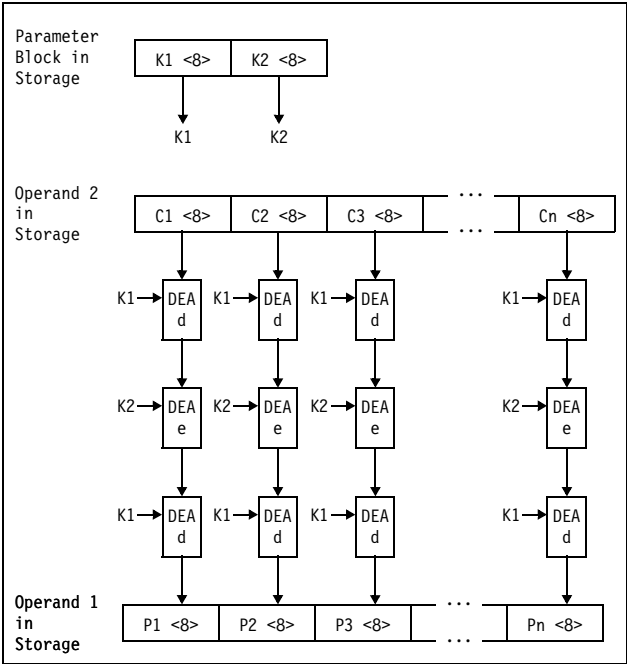 Parameter
Block in
Storage
K1 <8> K2 <8>
K1 K2
Operand 2
in
Storage
...
C1 <8> C2 <8> C3 <8> Cn <8>
...
K1 DEA K1 DEA K1 DEA K1 DEA
d d d d
K2 DEA K2 DEA K2 DEA K2 DEA
e e e e
K1 DEA K1 DEA K1 DEA K1 DEA
d d d d
Operand 1
in
Storage
...
P1 <8> P2 <8> P3 <8> Pn <8>
...